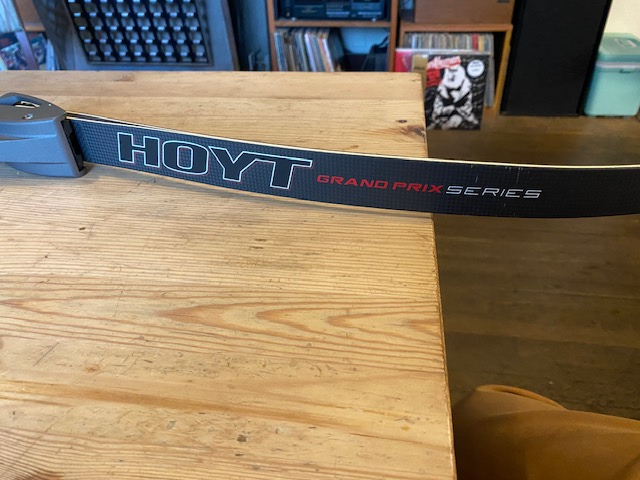 HOYT GRAND PRIX SERIES